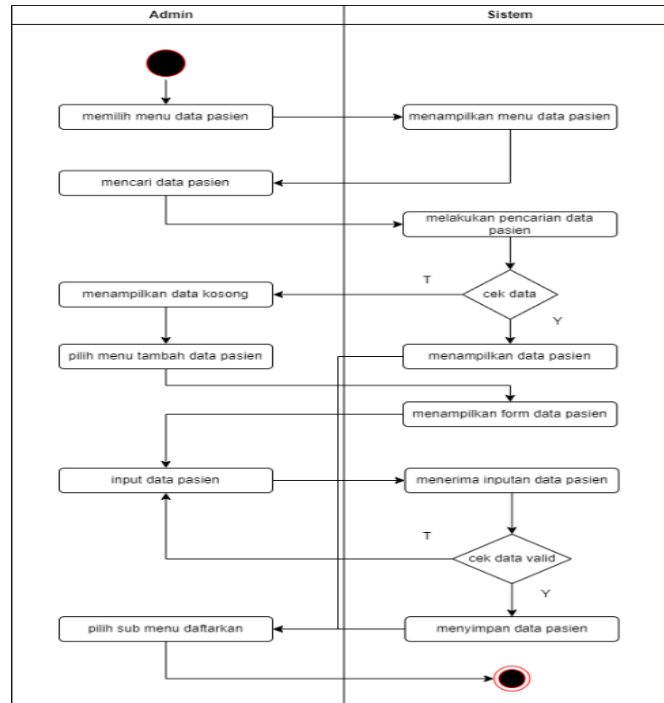 Admin
Sistem
memilih menu data pasien
menampilkan menu data pasien
mencari data pasien
melakukan pencarian data
pasien
T
cek data
menampilkan data kosong
Y
pilih menu tambah data pasien
menampilkan data pasien
menampilkan form data pasien
input data pasien
menerima inputan data pasien
T
cek data valid
Y
pilih sub menu daftarkan
menyimpan data pasien